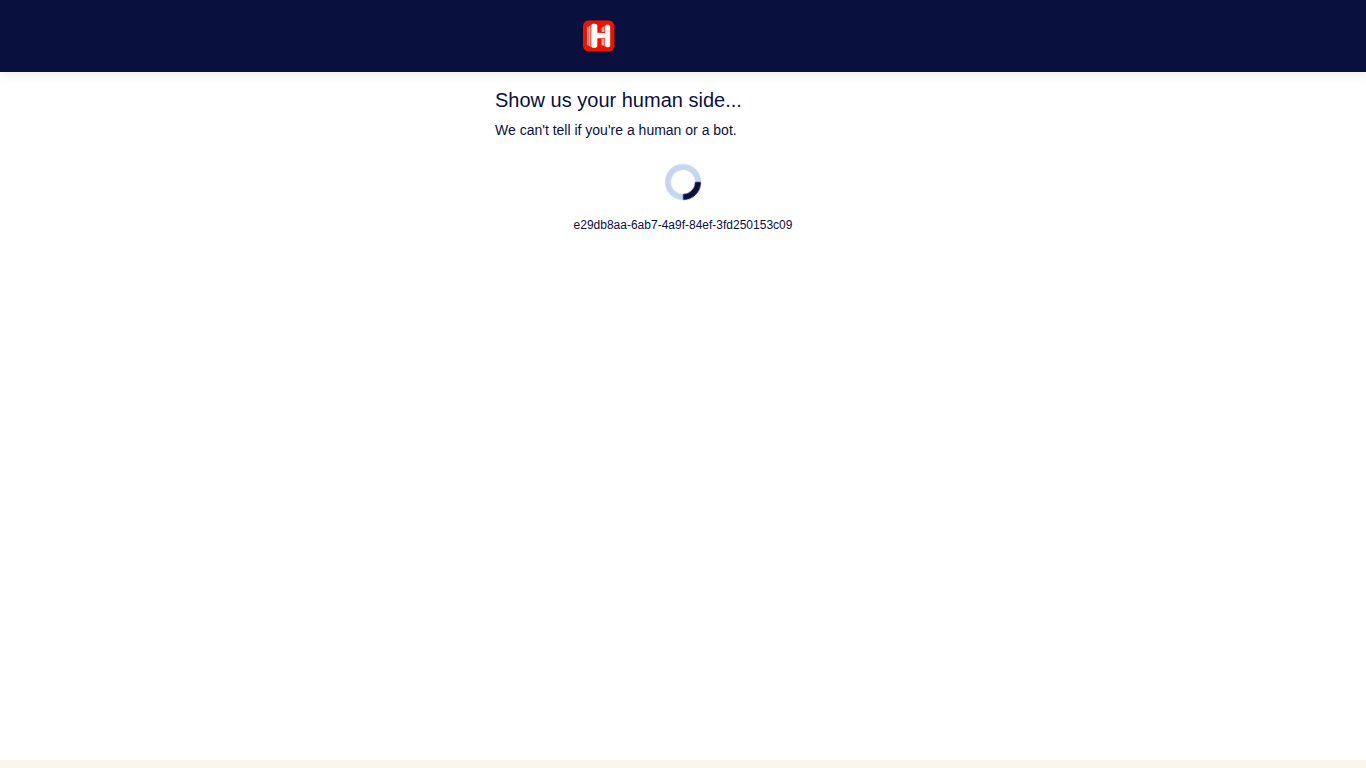 H
Show us your human side...
We can't tell if you're a human or a bot.
e29db8aa-6ab7-4a9f-84ef-3fd250153c09